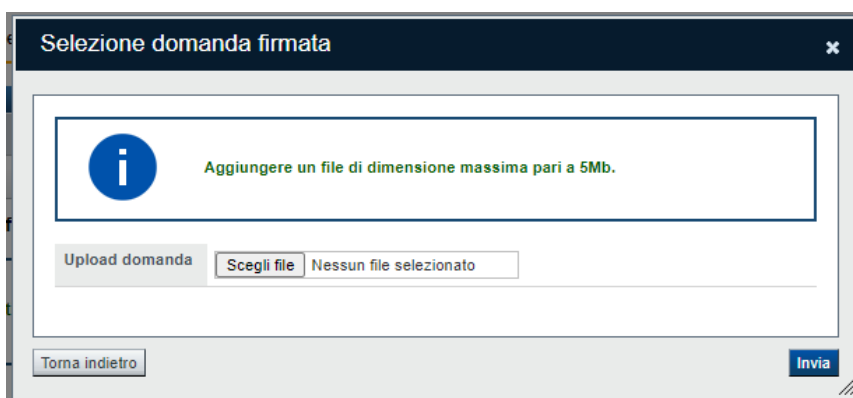 Selezione domanda firmata
Aggiungere un file di dimensione massima pari a 5Mb.
Upload domanda Scegli file Nessun file selezionato
Torna indietro Invia